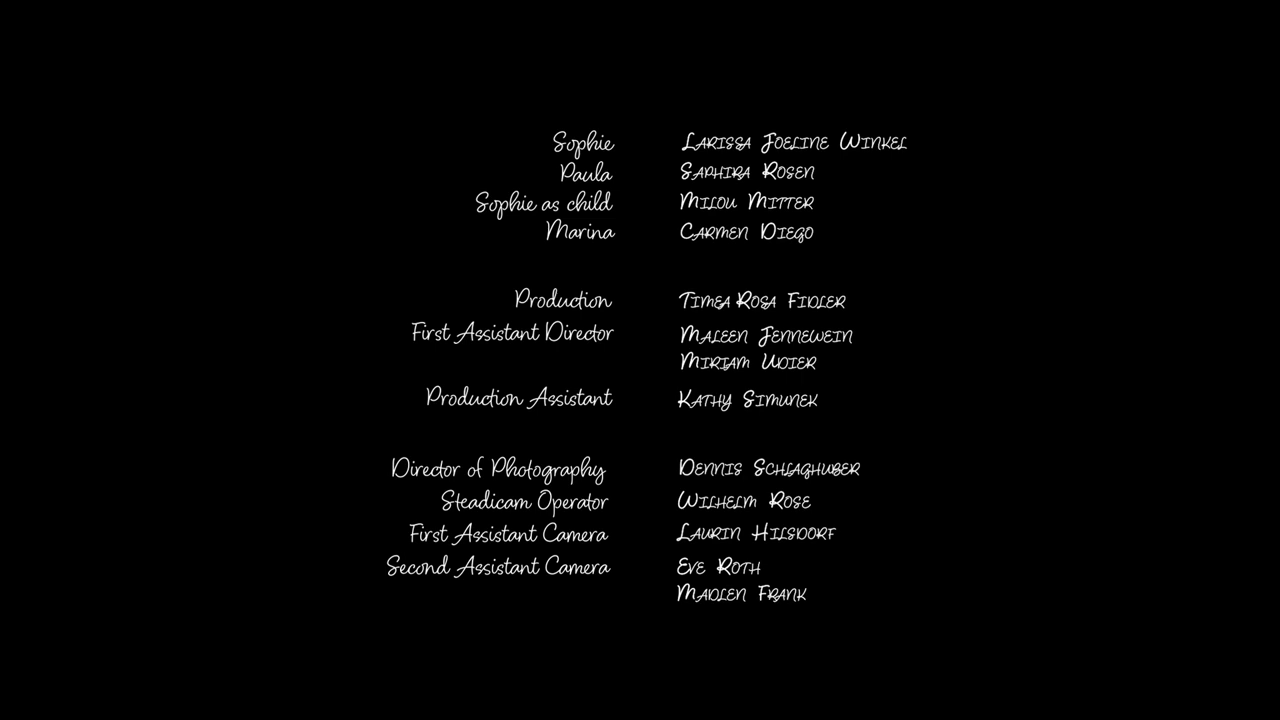 Sophie LARISSA JOELINE WINKEL
Paula SAPHIRA ROSEN
Sophie as child MILOU MITTER
Marina CARMEN DIEGO
Production TIMEA ROSA FIDLER
First Assistant Director MALEEN JENNEWEIN
MIRIAM UDIER
Production Assistant KATHY SIMUNEK
Director of Photography DENNIS SCHLAGHUBER
Steadicam Operator WILHELM ROSE
First Assistant Camera LAURIN HILSDORF
Second Assistant Camera EVE ROTH
MADLEN FRANK